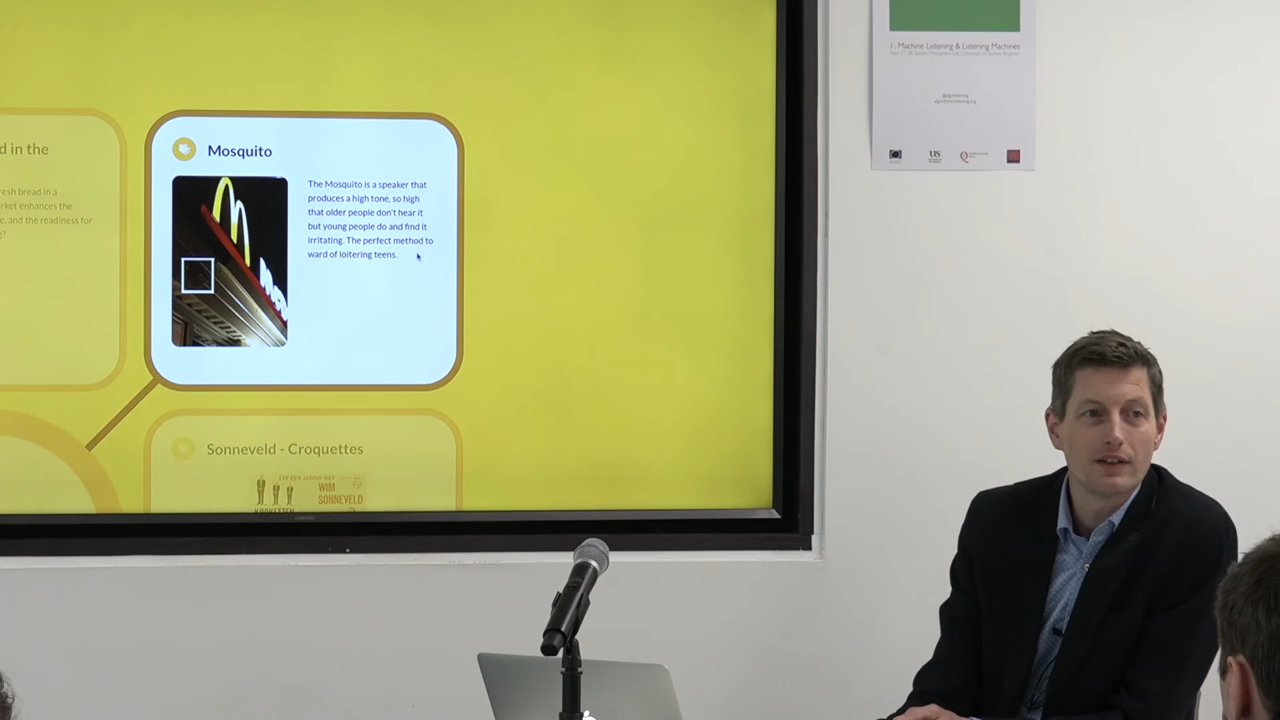 d in the
resh bread in a
rket enhances the
e, and the readiness for
g?
Mosquito
The Mosquito is a speaker that
produces a high tone, so high
that older people don't hear it
but young people do and find it
irritating. The perfect method to
ward of loitering teens.
Sonneveld - Croquettes
WIM
SONNEVELD
KROKETTEN
: Machine Listening & Listening Machines
US